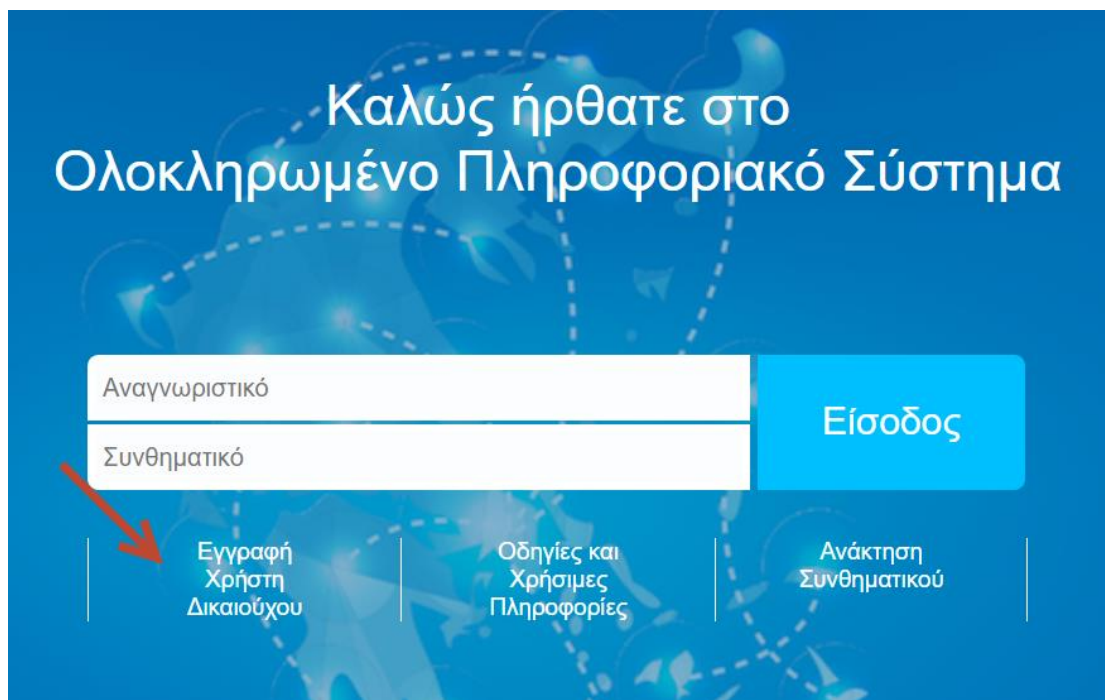 Καλώς ήρθατε στο
Ολοκληρωμένο Πληροφοριακό Σύστημα
Αναγνωριστικό
Συνθηματικό
Είσοδος
Εγγραφή
Χρήστη
Δικαιούχου
Οδηγίες και
Χρήσιμες
Πληροφορίες
Ανάκτηση
Συνθηματικού